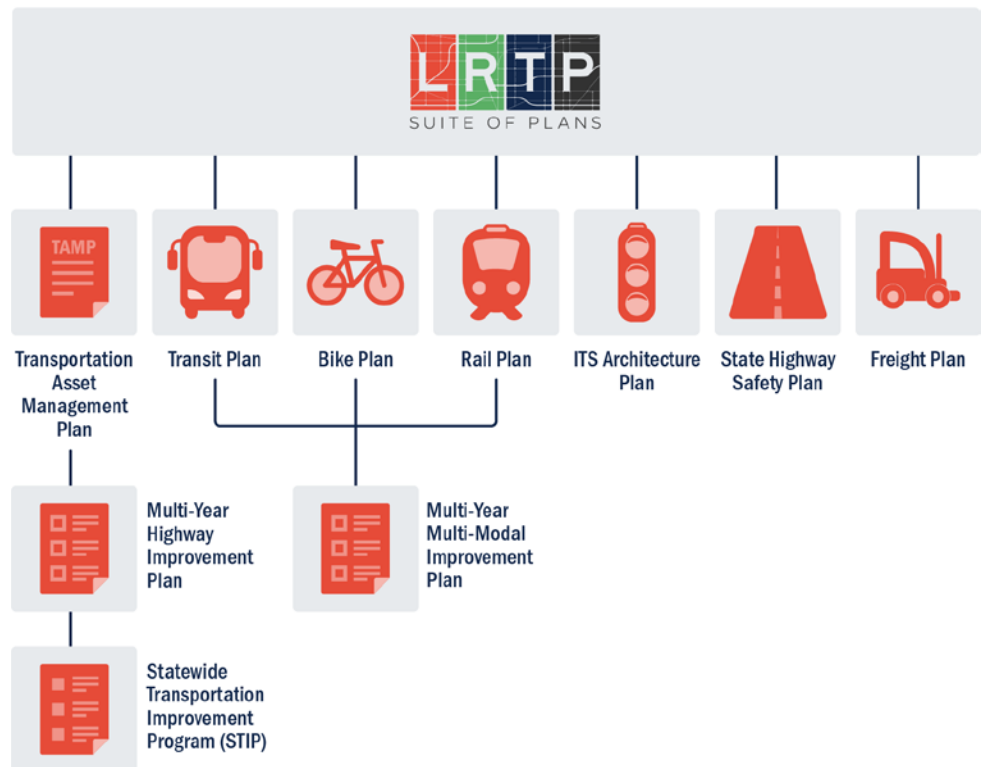 LRTP
SUITE OF PLANS
TAMP
Transportation
Asset
Management
Plan
Transit Plan
Bike Plan
Rail Plan
ITS Architecture
Plan
State Highway
Safety Plan
Freight Plan
Multi-Year
Highway
Improvement
Plan
Multi-Year
Multi-Modal
Improvement
Plan
Statewide
Transportation
Improvement
Program (STIP)